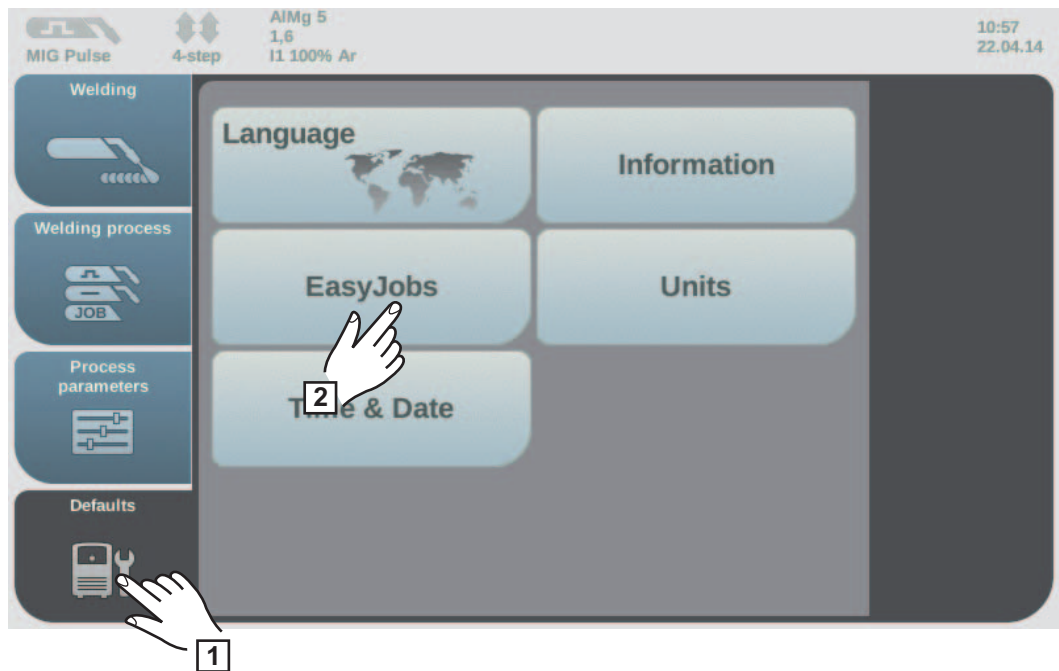 MIG Pulse
4-step
AlMg 5
1,6
I1 100% Ar
10:57
22.04.14
Welding
Welding process
JOB
Process
parameters
Defaults
Language
Information
EasyJobs
Units
Time & Date
2
1